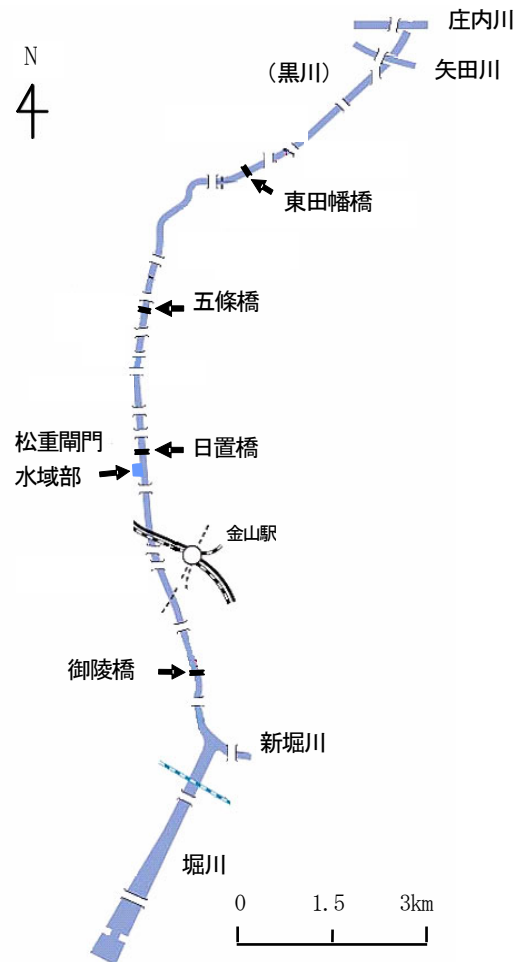 庄内川
N
矢田川
(黒川)
東田幡橋
五條橋
松重閘門
水域部
日置橋
金山駅
御陵橋
新堀川
堀川
0 1.5 3km